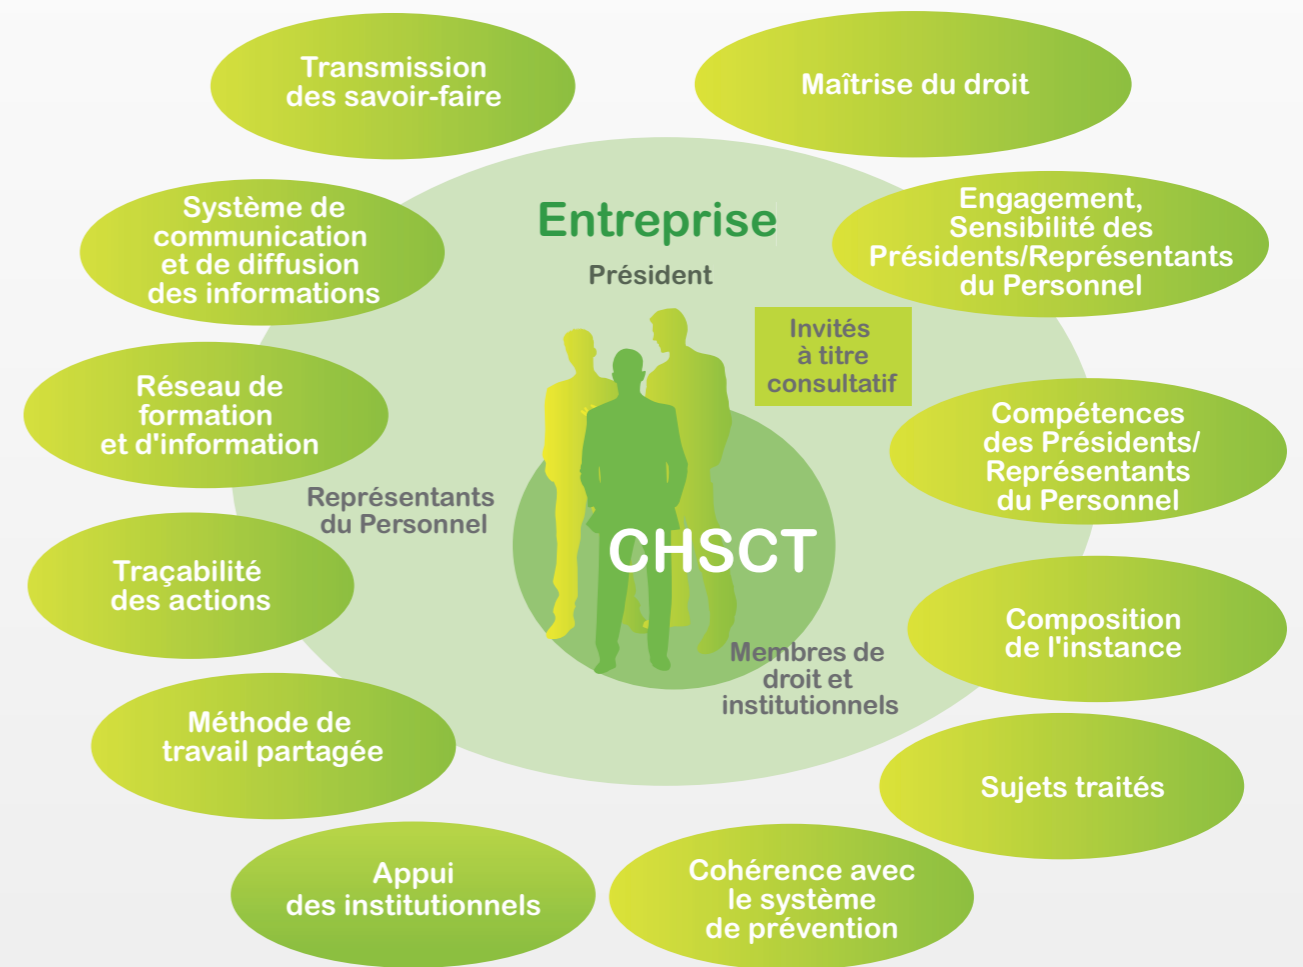 Transmission
des savoir-faire
Maîtrise du droit
Système de
communication
et de diffusion
des informations
Entreprise
Président
Engagement,
Sensibilité des
Présidents/Représentants
du Personnel
Invités
à titre
consultatif
Réseau de
formation
et d'information
Compétences
des Présidents/
Représentants
du Personnel
Représentants
du Personnel
CHSCT
Traçabilité
des actions
Composition
de l'instance
Membres de
droit et
institutionnels
Méthode de
travail partagée
Sujets traités
Appui
des institutionnels
Cohérence avec
le système
de prévention